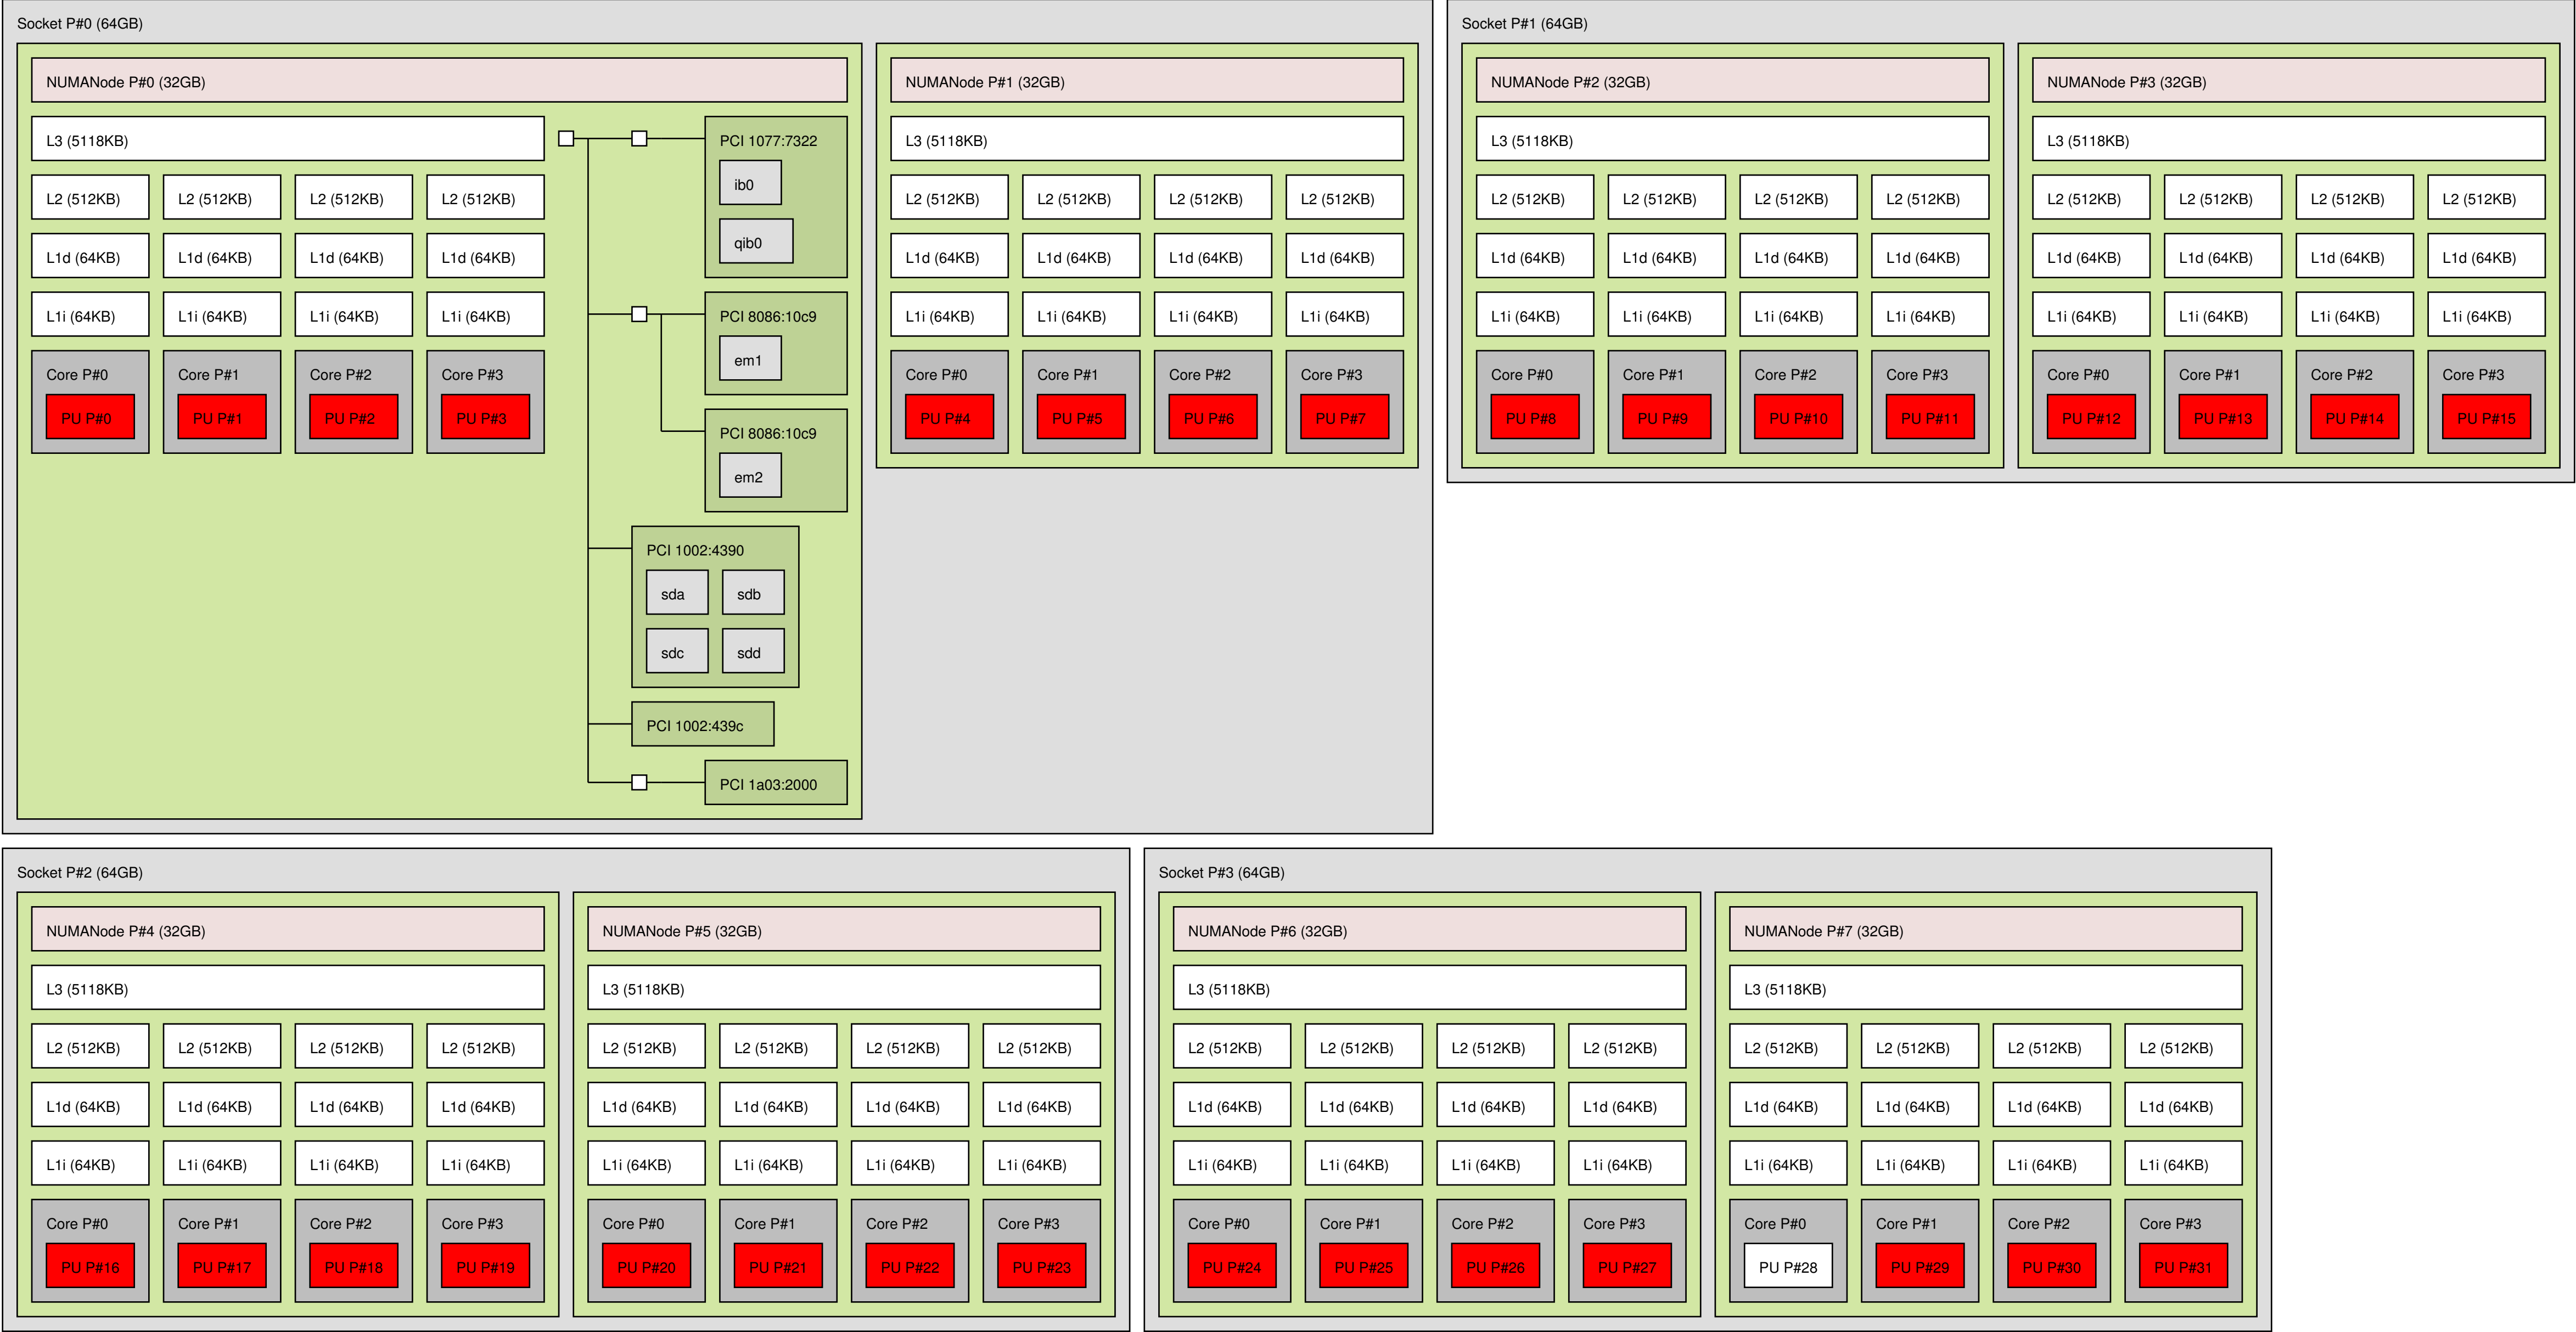 Socket P#0 (64GB)
NUMANode P#0 (32GB)
L3 (5118KB)
L2 (512KB) L2 (512KB) L2 (512KB) L2 (512KB)
L1d (64KB) L1d (64KB) L1d (64KB) L1d (64KB)
L1i (64KB) L1i (64KB) L1i (64KB) L1i (64KB)
Core P#0 Core P#1 Core P#2 Core P#3
PU P#0 PU P#1 PU P#2 PU P#3
PCI 1077:7322
ib0
qib0
PCI 8086:10c9
em1
PCI 8086:10c9
em2
PCI 1002:4390
sda sdb
sdc sdd
PCI 1002:439c
PCI 1a03:2000
NUMANode P#1 (32GB)
L3 (5118KB)
L2 (512KB) L2 (512KB) L2 (512KB) L2 (512KB)
L1d (64KB) L1d (64KB) L1d (64KB) L1d (64KB)
L1i (64KB) L1i (64KB) L1i (64KB) L1i (64KB)
Core P#0 Core P#1 Core P#2 Core P#3
PU P#4 PU P#5 PU P#6 PU P#7
Socket P#1 (64GB)
NUMANode P#2 (32GB)
L3 (5118KB)
L2 (512KB) L2 (512KB) L2 (512KB) L2 (512KB)
L1d (64KB) L1d (64KB) L1d (64KB) L1d (64KB)
L1i (64KB) L1i (64KB) L1i (64KB) L1i (64KB)
Core P#0 Core P#1 Core P#2 Core P#3
PU P#8 PU P#9 PU P#10 PU P#11
NUMANode P#3 (32GB)
L3 (5118KB)
L2 (512KB) L2 (512KB) L2 (512KB) L2 (512KB)
L1d (64KB) L1d (64KB) L1d (64KB) L1d (64KB)
L1i (64KB) L1i (64KB) L1i (64KB) L1i (64KB)
Core P#0 Core P#1 Core P#2 Core P#3
PU P#12 PU P#13 PU P#14 PU P#15
Socket P#2 (64GB)
NUMANode P#4 (32GB)
L3 (5118KB)
L2 (512KB) L2 (512KB) L2 (512KB) L2 (512KB)
L1d (64KB) L1d (64KB) L1d (64KB) L1d (64KB)
L1i (64KB) L1i (64KB) L1i (64KB) L1i (64KB)
Core P#0 Core P#1 Core P#2 Core P#3
PU P#16 PU P#17 PU P#18 PU P#19
NUMANode P#5 (32GB)
L3 (5118KB)
L2 (512KB) L2 (512KB) L2 (512KB) L2 (512KB)
L1d (64KB) L1d (64KB) L1d (64KB) L1d (64KB)
L1i (64KB) L1i (64KB) L1i (64KB) L1i (64KB)
Core P#0 Core P#1 Core P#2 Core P#3
PU P#20 PU P#21 PU P#22 PU P#23
Socket P#3 (64GB)
NUMANode P#6 (32GB)
L3 (5118KB)
L2 (512KB) L2 (512KB) L2 (512KB) L2 (512KB)
L1d (64KB) L1d (64KB) L1d (64KB) L1d (64KB)
L1i (64KB) L1i (64KB) L1i (64KB) L1i (64KB)
Core P#0 Core P#1 Core P#2 Core P#3
PU P#24 PU P#25 PU P#26 PU P#27
NUMANode P#7 (32GB)
L3 (5118KB)
L2 (512KB) L2 (512KB) L2 (512KB) L2 (512KB)
L1d (64KB) L1d (64KB) L1d (64KB) L1d (64KB)
L1i (64KB) L1i (64KB) L1i (64KB) L1i (64KB)
Core P#0 Core P#1 Core P#2 Core P#3
PU P#28 PU P#29 PU P#30 PU P#31